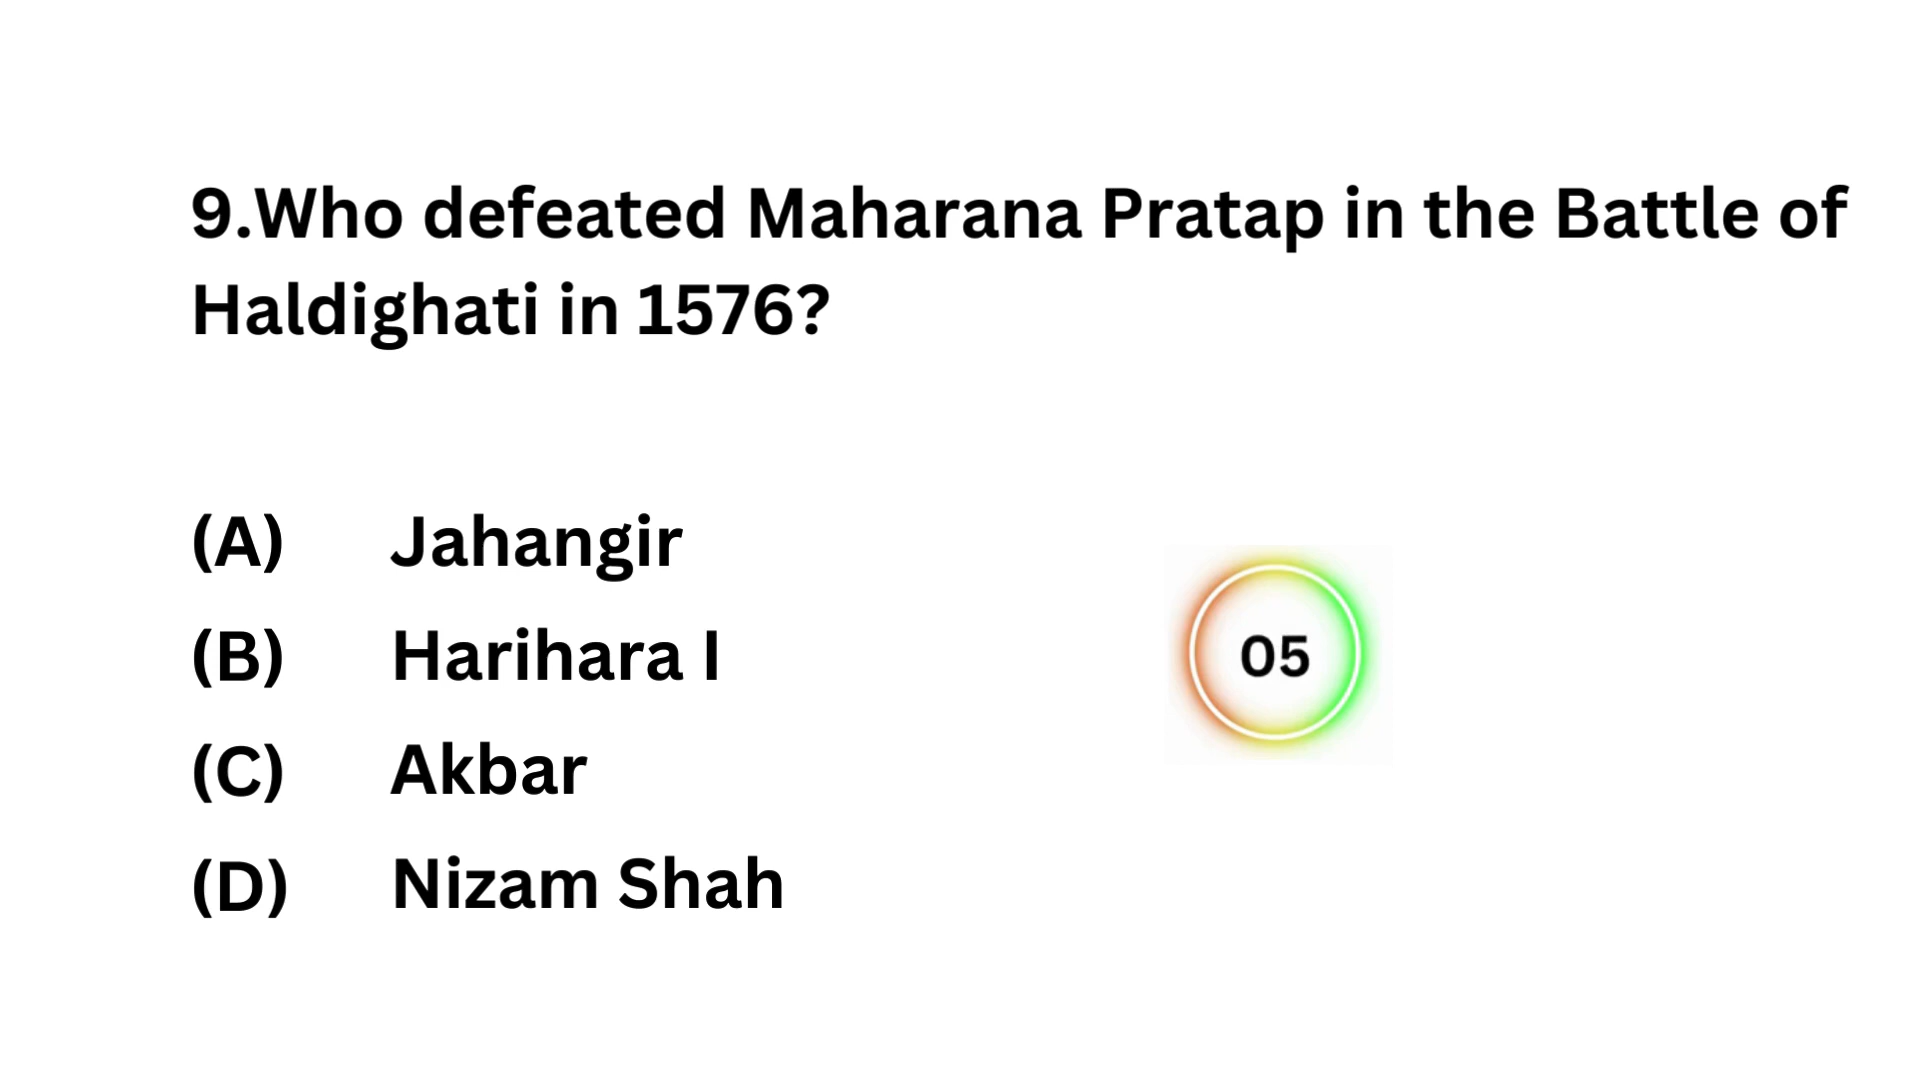 9.Who defeated Maharana Pratap in the Battle of
Haldighati in 1576?
(A) Jahangir
(B) Harihara I
(C) Akbar
(D) Nizam Shah
05